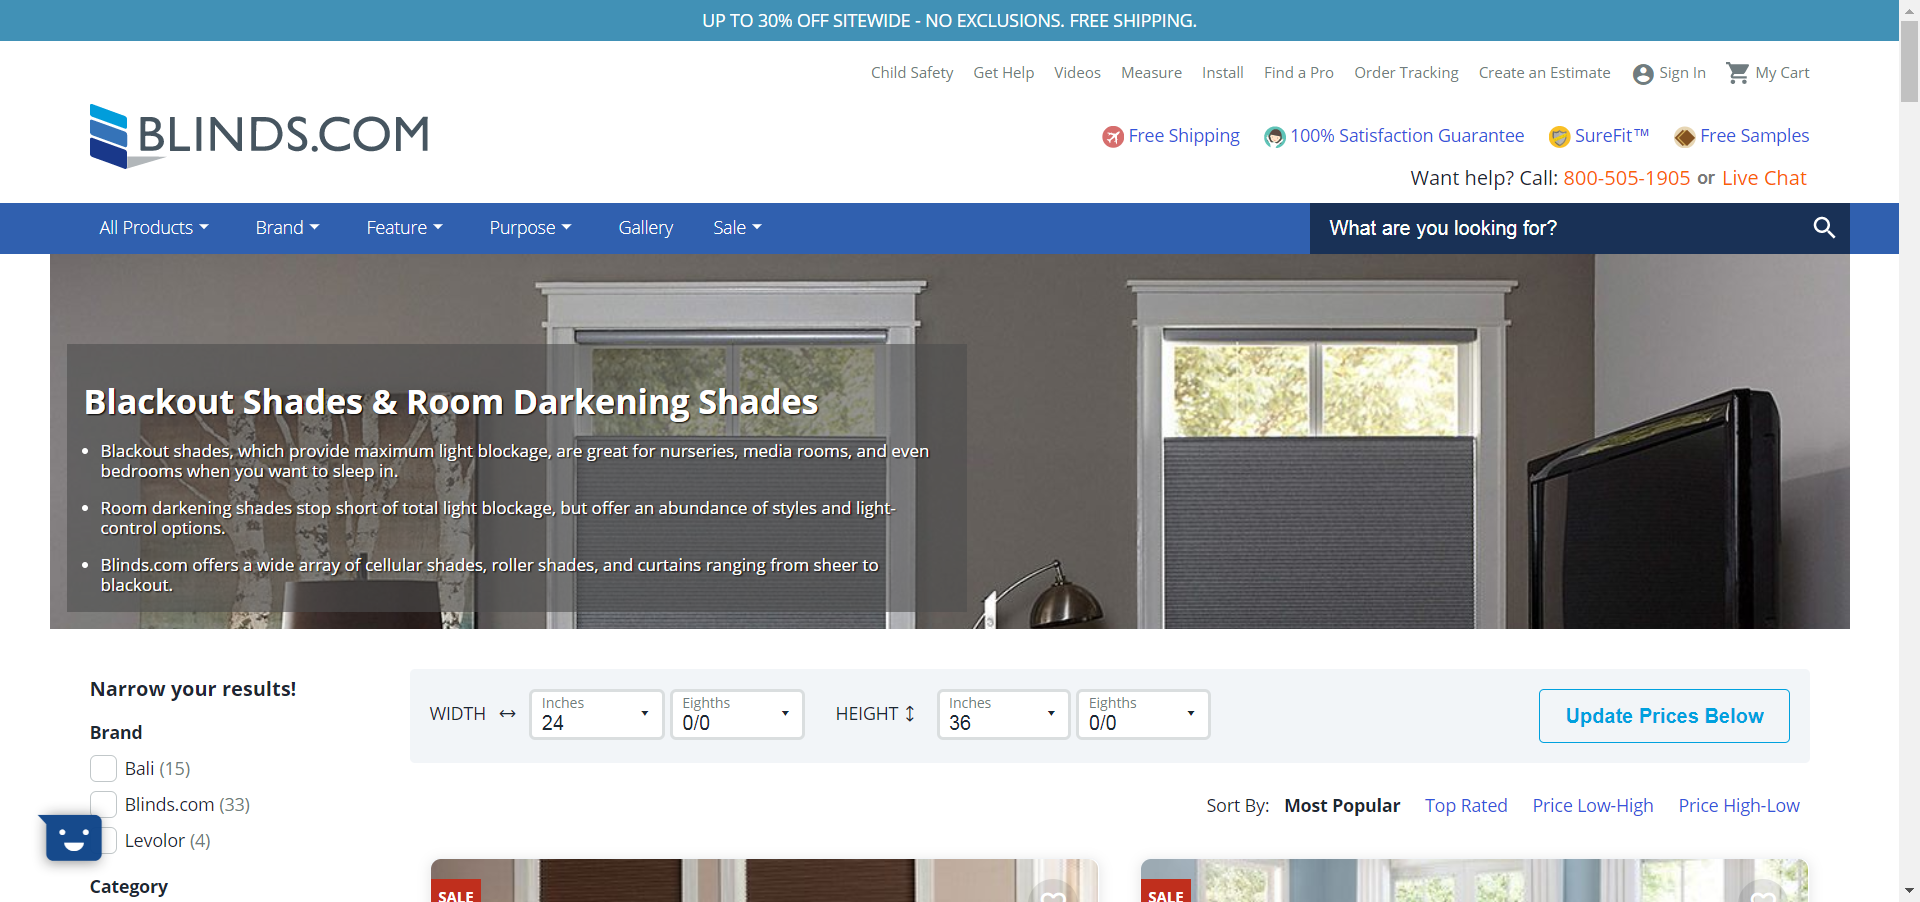 UP TO 30% OFF SITEWIDE - NO EXCLUSIONS. FREE SHIPPING.
Child Safety Get Help Videos Measure Install Find a Pro Order Tracking Create an Estimate Sign In My Cart
BLINDS.COM
Free Shipping 100% Satisfaction Guarantee SureFit™ Free Samples
Want help? Call: 800-505-1905 or Live Chat
All Products Brand Feature Purpose Gallery Sale What are you looking for?
Blackout Shades & Room Darkening Shades
• Blackout shades, which provide maximum light blockage, are great for nurseries, media rooms, and even
bedrooms when you want to sleep in.
• Room darkening shades stop short of total light blockage, but offer an abundance of styles and light-
control options.
• Blinds.com offers a wide array of cellular shades, roller shades, and curtains ranging from sheer to
blackout.
Narrow your results!
Brand
Bali (15)
Blinds.com (33)
Levolor (4)
Category
WIDTH Inches 24 Eighths 0/0 HEIGHT Inches 36 Eighths 0/0 Update Prices Below
Sort By: Most Popular Top Rated Price Low-High Price High-Low
SALE SALE